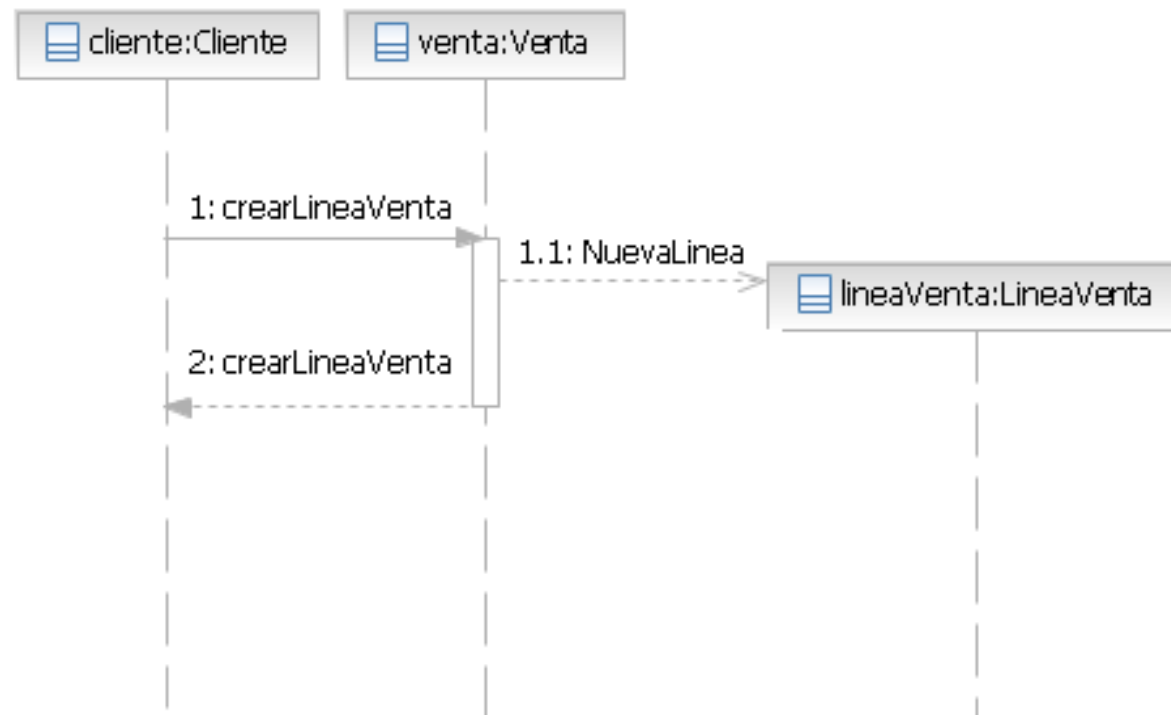 cliente:Cliente
venta:Venta
1: crearLineaVenta
1.1: NuevaLinea
lineaVenta:LineaVenta
2: crearLineaVenta